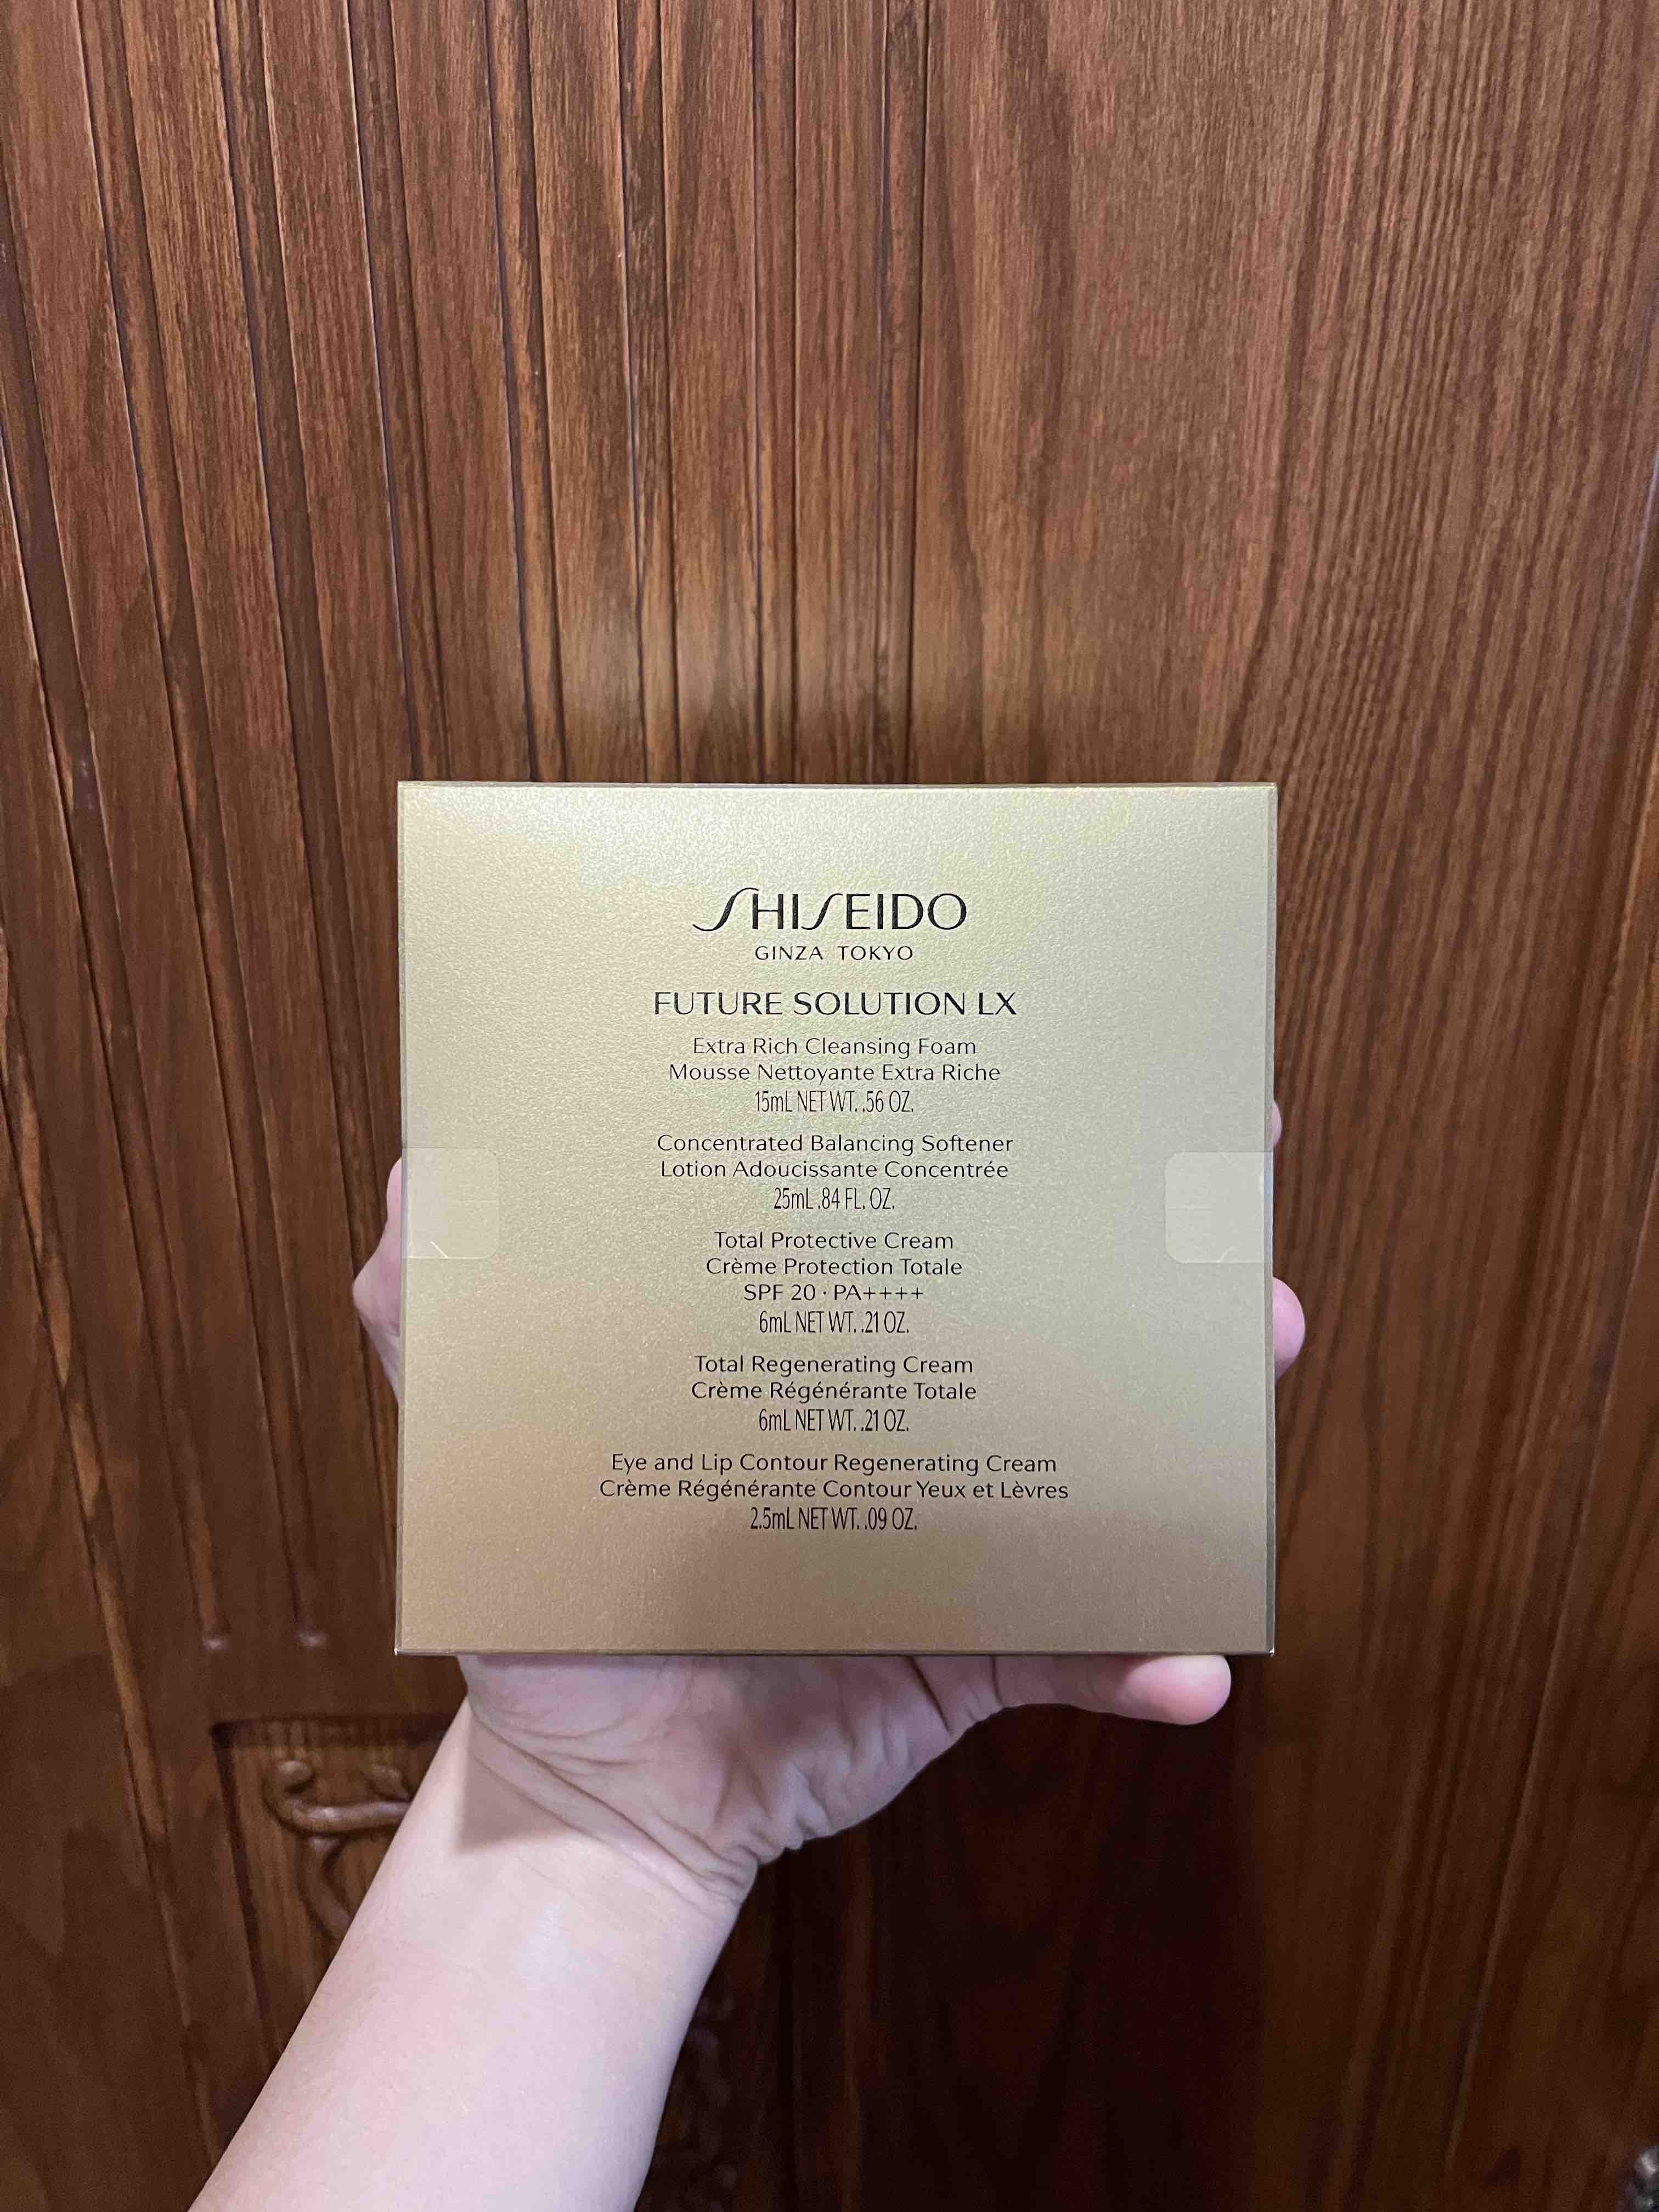 SHISEIDO
GINZA TOKYO
FUTURE SOLUTION LX
Extra Rich Cleansing Foam
Mousse Nettoyante Extra Riche
15mL NET WT. .56 OZ.
Concentrated Balancing Softener
Lotion Adoucissante Concentrée
25mL .84 FL. OZ.
Total Protective Cream
Crème Protection Totale
SPF 20 · PA++++
6mL NET WT. .21 OZ.
Total Regenerating Cream
Crème Régénérante Totale
6mL NET WT. .21 OZ.
Eye and Lip Contour Regenerating Cream
Crème Régénérante Contour Yeux et Lèvres
2.5mL NET WT. .09 OZ.